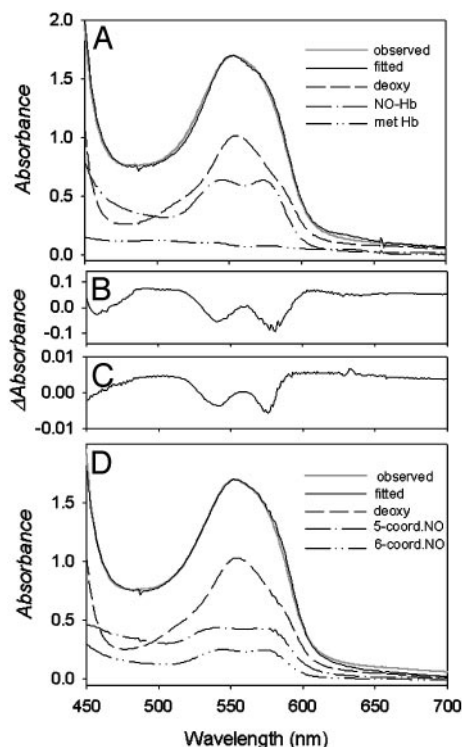 A
2.0
1.5
1.0
0.5
0.0
Absorbance
observed
fitted
deoxy
NO-Hb
met Hb
B
0.1
0.0
-0.1
C
0.01
0.00
-0.01
ΔAbsorbance
D
1.5
1.0
0.5
0.0
Absorbance
observed
fitted
deoxy
5-coord.NO
6-coord.NO
450 500 550 600 650 700
Wavelength (nm)